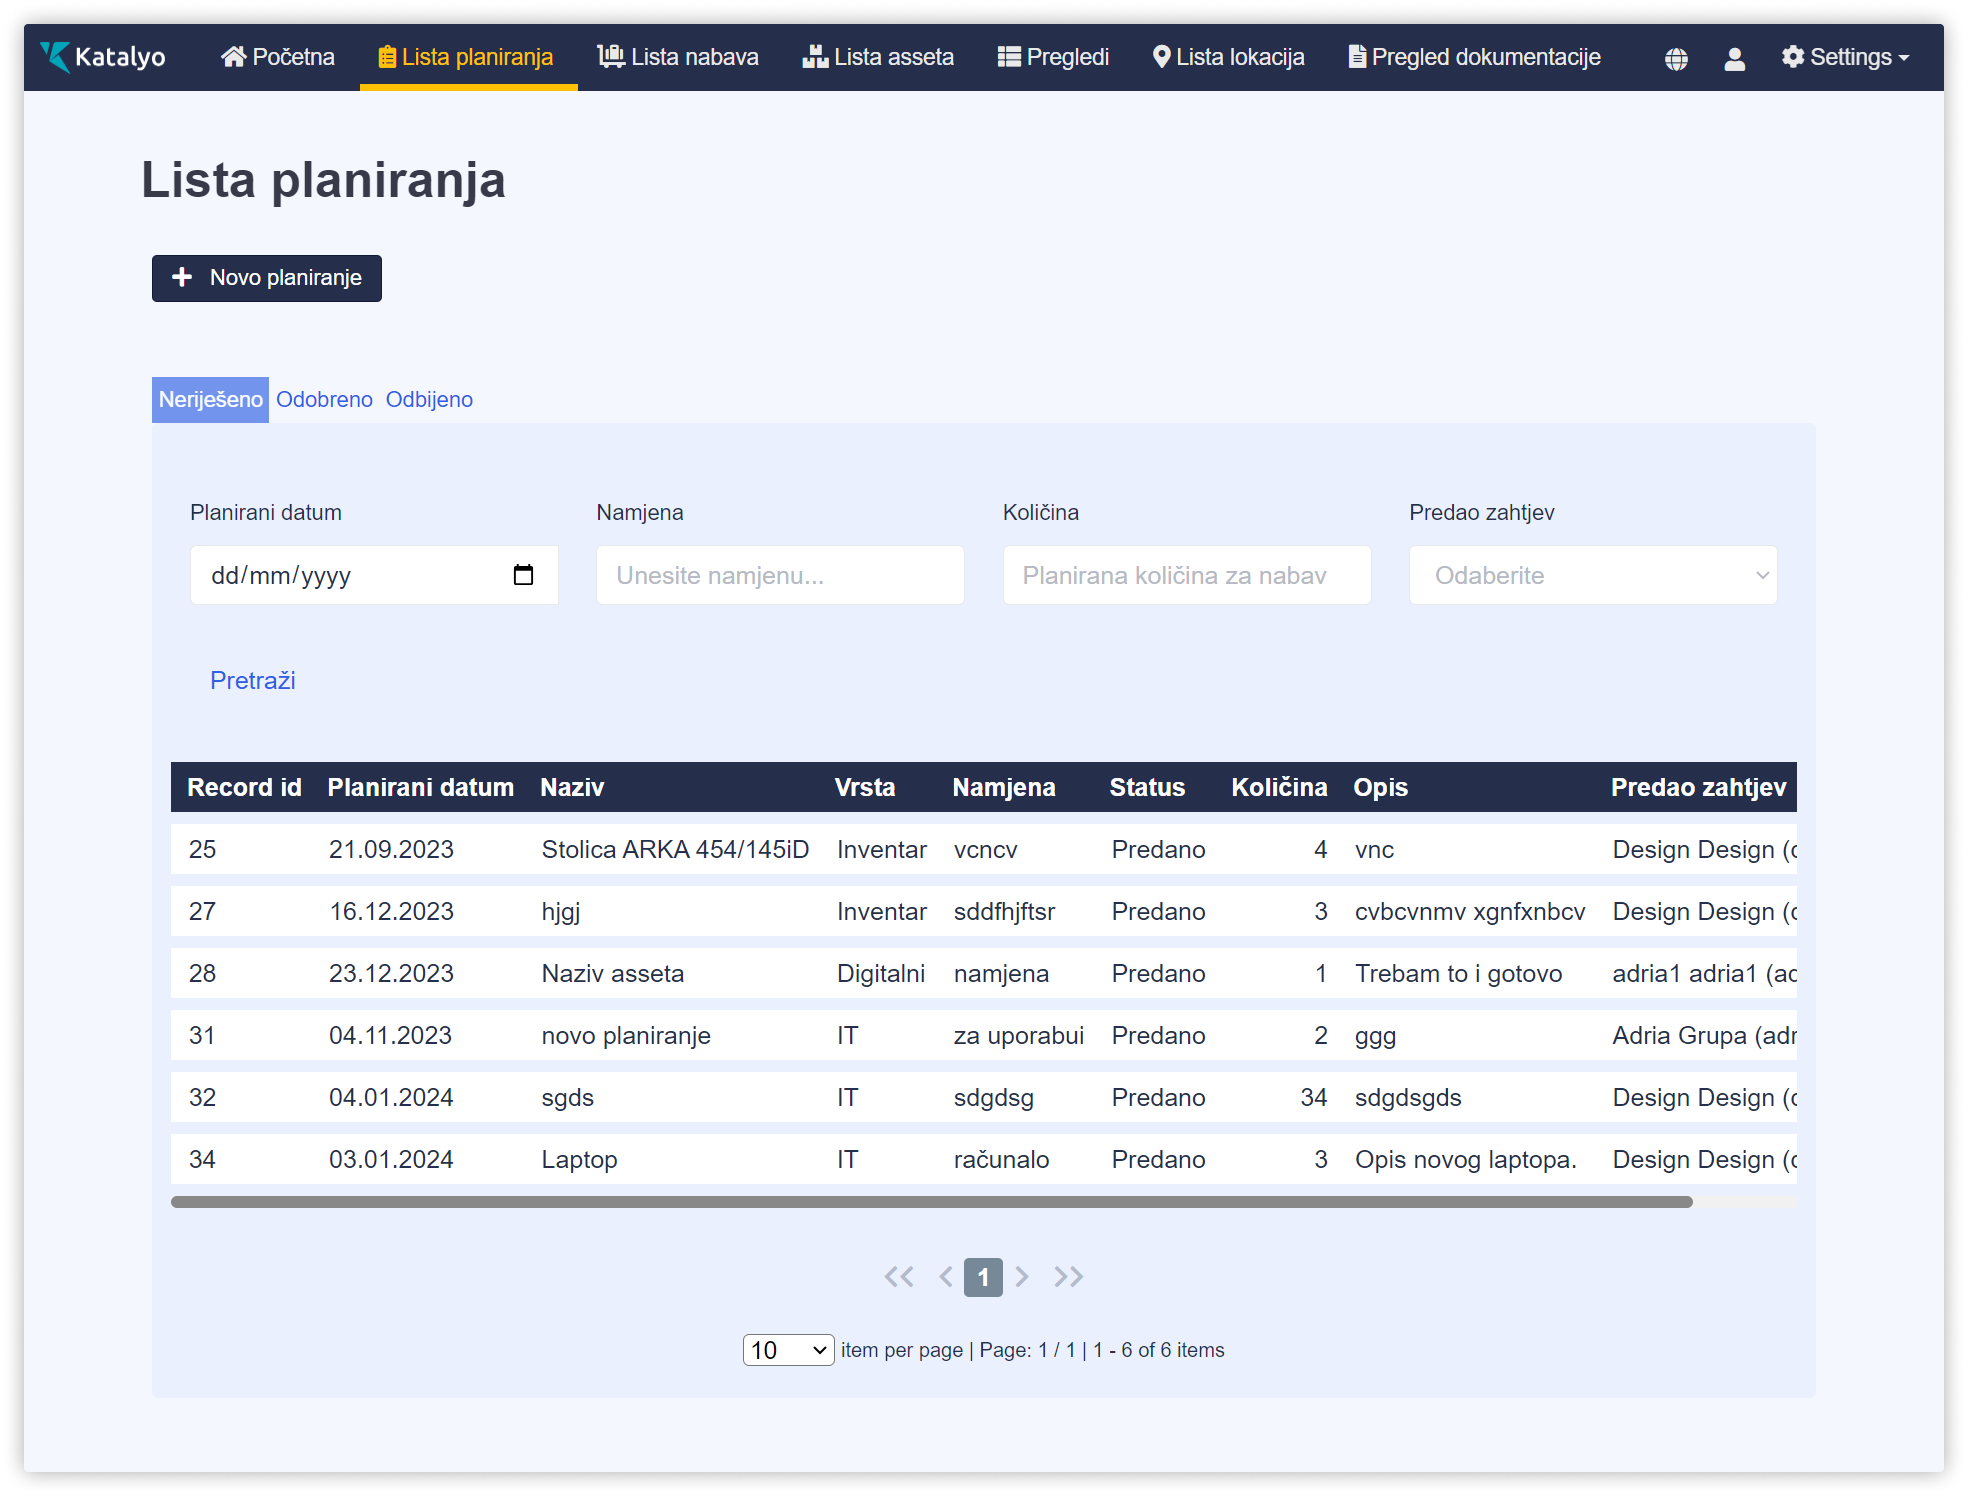 Katalyo Početna Lista planiranja Lista nabava Lista asseta Pregledi Lista lokacija Pregled dokumentacije Settings
Lista planiranja
Novo planiranje
Neriješeno Odobreno Odbijeno
Planirani datum Namjena Količina Predao zahtjev
dd/mm/yyyy Unesite namjenu... Planirana količina za nabav Odaberite
Pretraži
Record id Planirani datum Naziv Vrsta Namjena Status Količina Opis Predao zahtjev
25 21.09.2023 Stolica ARKA 454/145iD Inventar vcncv Predano 4 vnc Design Design (
27 16.12.2023 hjgj Inventar sddfhjftsr Predano 3 cvbcvnmv xgnfxnbcv Design Design (
28 23.12.2023 Naziv asseta Digitalni namjena Predano 1 Trebam to i gotovo adria1 adria1 (ac
31 04.11.2023 novo planiranje IT za uporabui Predano 2 ggg Adria Grupa (adr
32 04.01.2024 sgds IT sdgdsg Predano 34 sdgdsgds Design Design (
34 03.01.2024 Laptop IT računalo Predano 3 Opis novog laptopa. Design Design (
<< < 1 > >>
10 item per page | Page: 1 / 1 | 1 - 6 of 6 items